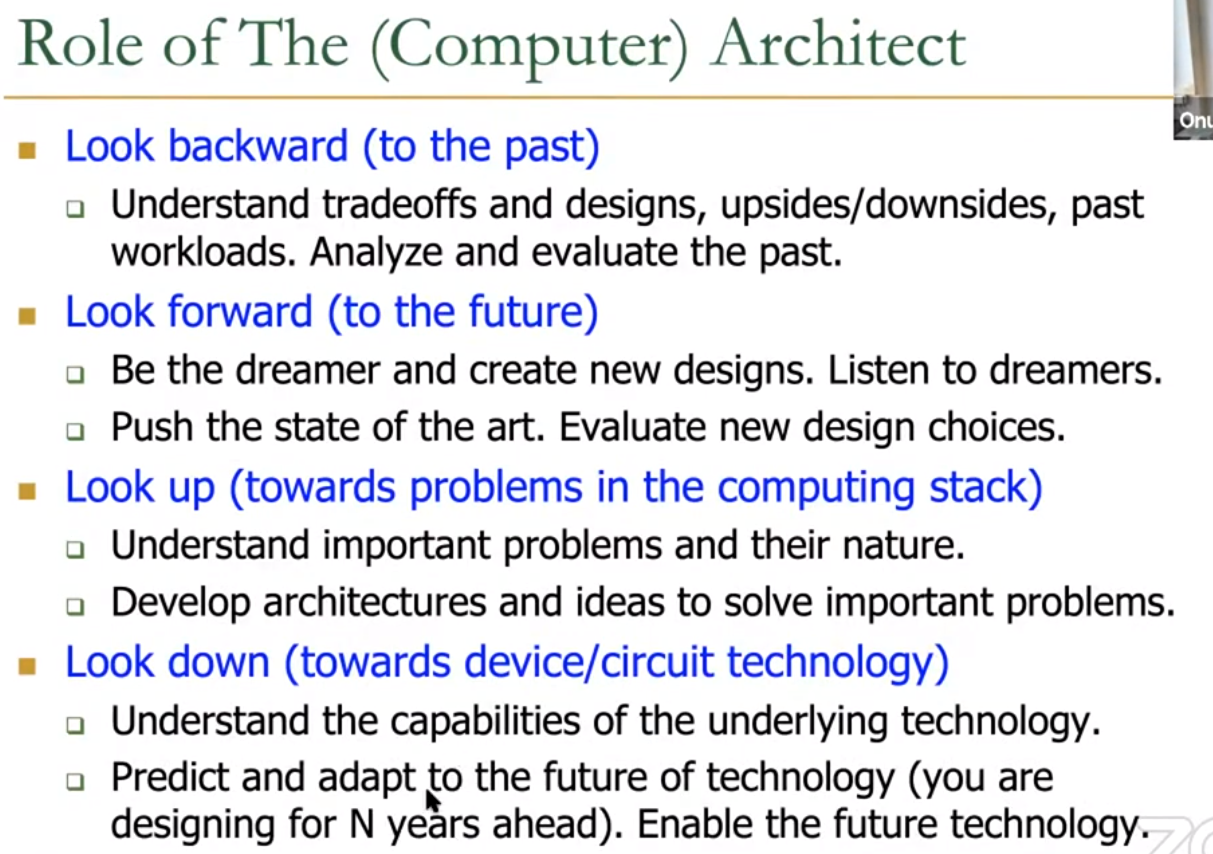 Role of The (Computer) Architect
Onu
Look backward (to the past)
Understand tradeoffs and designs, upsides/downsides, past
workloads. Analyze and evaluate the past.
Look forward (to the future)
Be the dreamer and create new designs. Listen to dreamers.
Push the state of the art. Evaluate new design choices.
Look up (towards problems in the computing stack)
Understand important problems and their nature.
Develop architectures and ideas to solve important problems.
Look down (towards device/circuit technology)
Understand the capabilities of the underlying technology.
Predict and adapt to the future of technology (you are
designing for N years ahead). Enable the future technology.